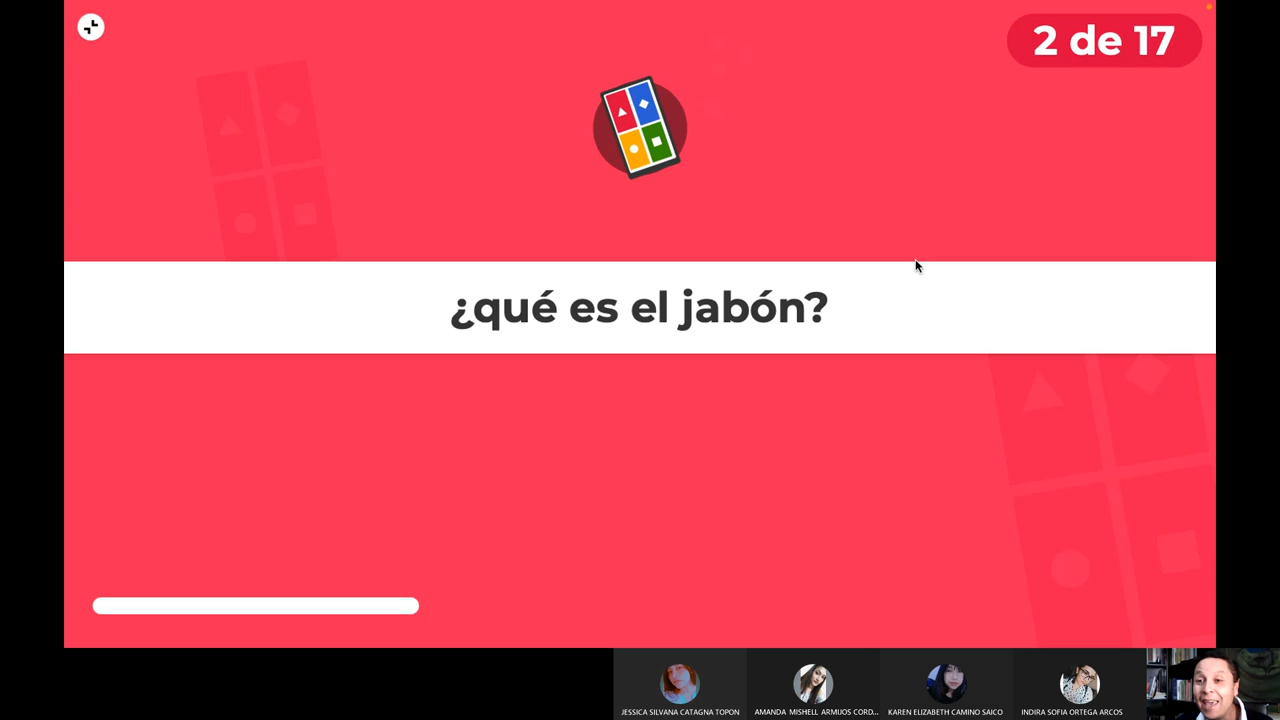 2 de 17
¿qué es el jabón?
JESSICA SILVANA CATAGNA TOPON
AMANDA MISHELL ARMIJOS CORD...
KAREN ELIZABETH CAMINO SAICO
INDIRA SOFIA ORTEGA ARCOS